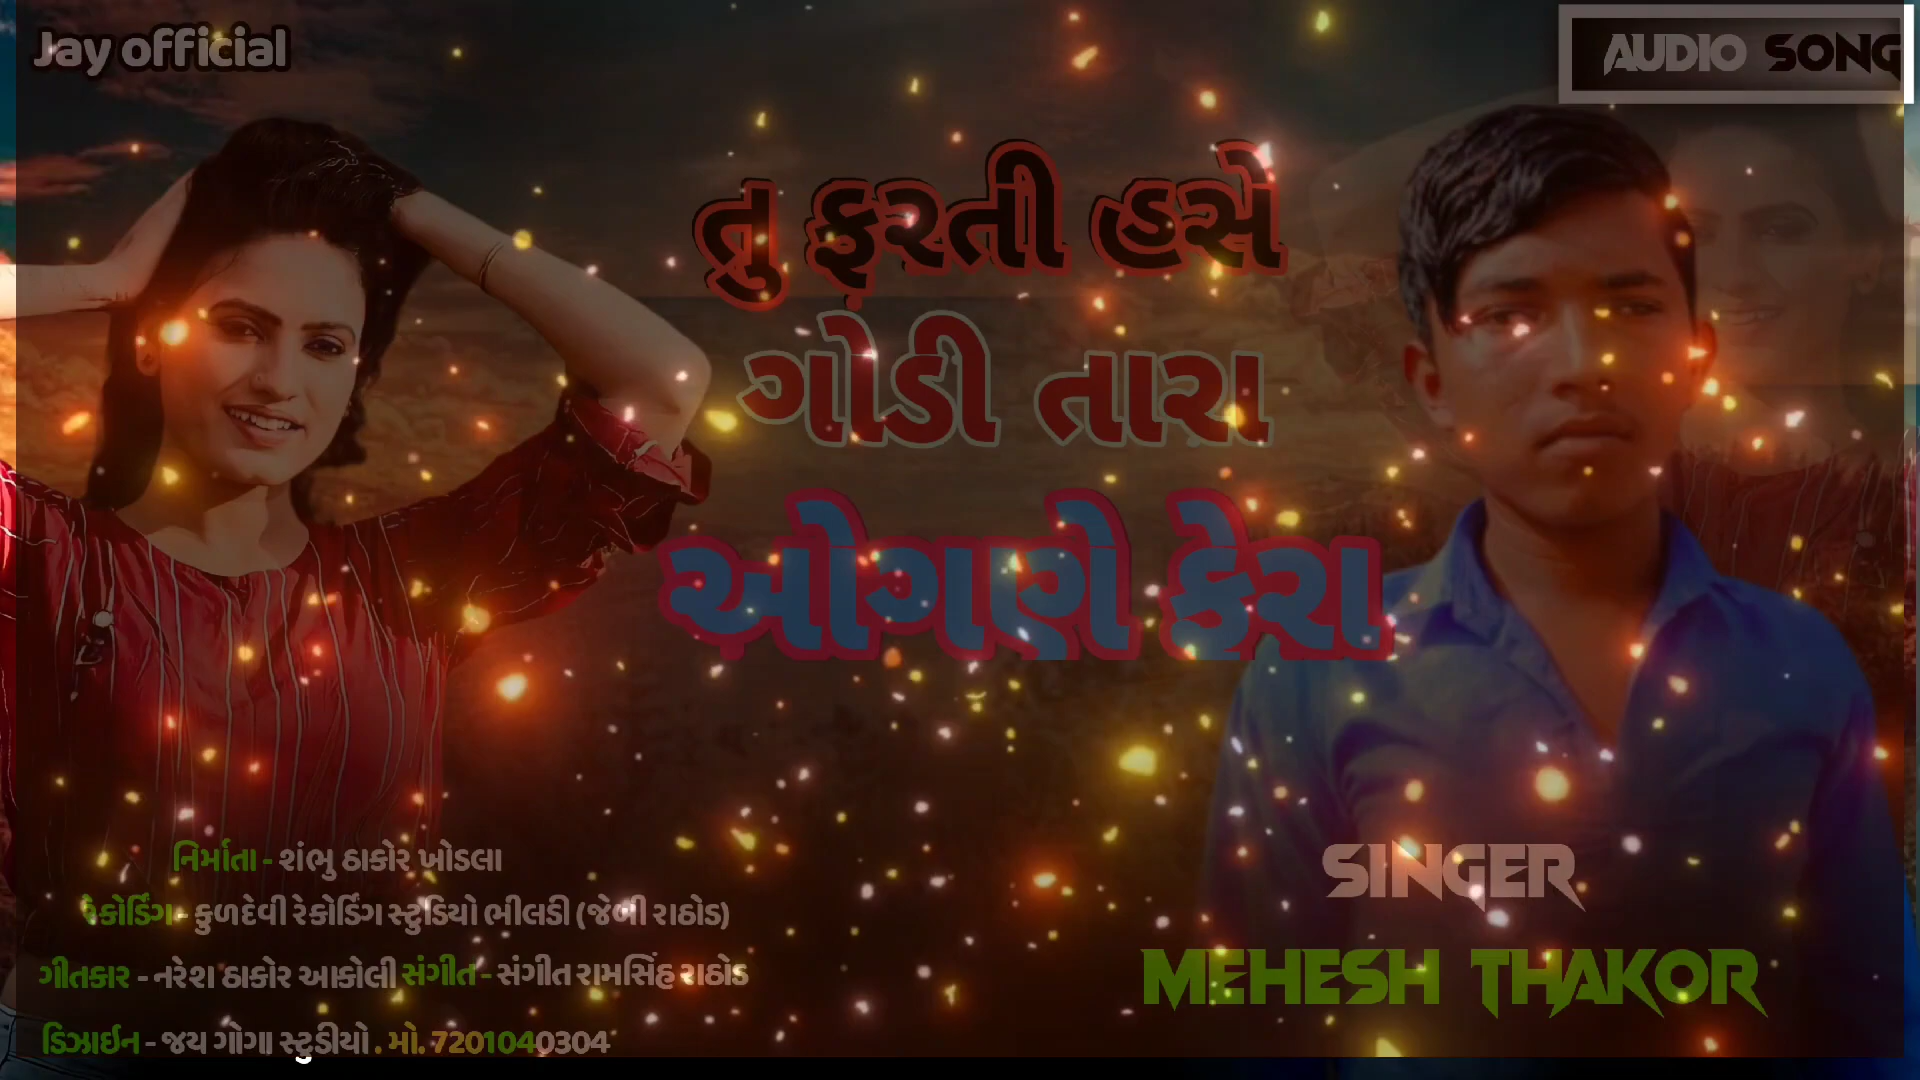 Jay official
AUDIO SONG
તુ ફરતી હસે
ગોડી તારા
ઓગણે ફેરા
નિર્માતા - શંભુ ઠાકોર ખોડલા
રેકોર્ડિંગ - કુળદેવી રેકોર્ડિંગ સ્ટુડિયો ભીલડી (જેબી રાઠોડ)
ગીતકાર - નરેશ ઠાકોર આકોલી સંગીત - સંગીત રામસિંહ રાઠોડ
ડિઝાઈન - જય ગોગા સ્ટુડીયો . મો. 7201040304
SINGER
MEHESH THAKOR